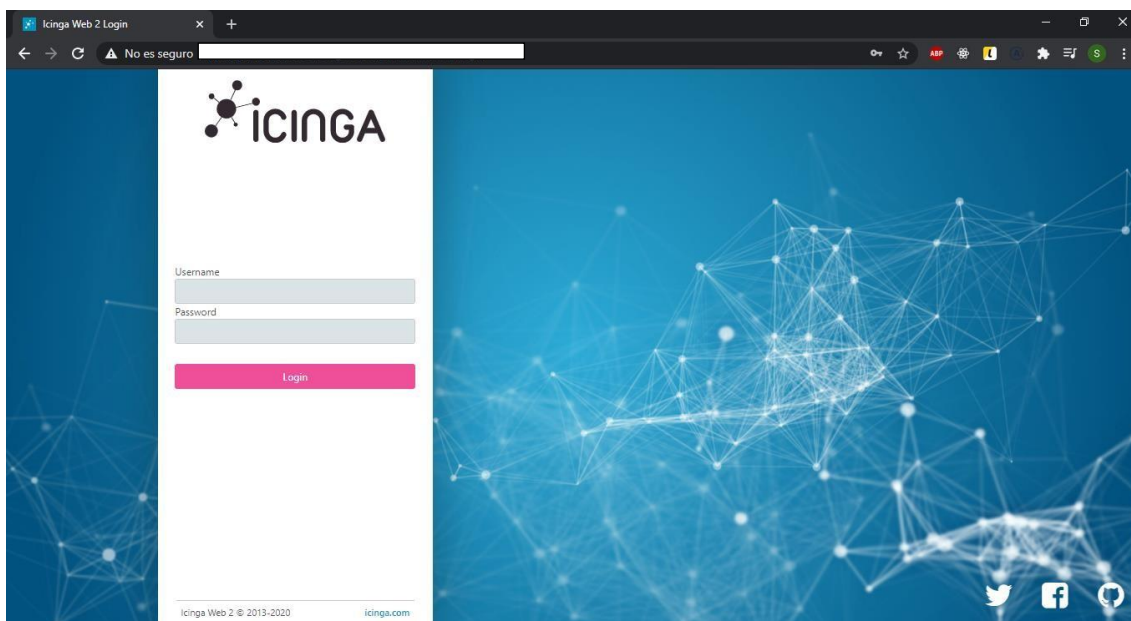 Icinga Web 2 Login
No es seguro
ABP
S
ICINGA
Username
Password
Login
Icinga Web 2 © 2013-2020 icinga.com